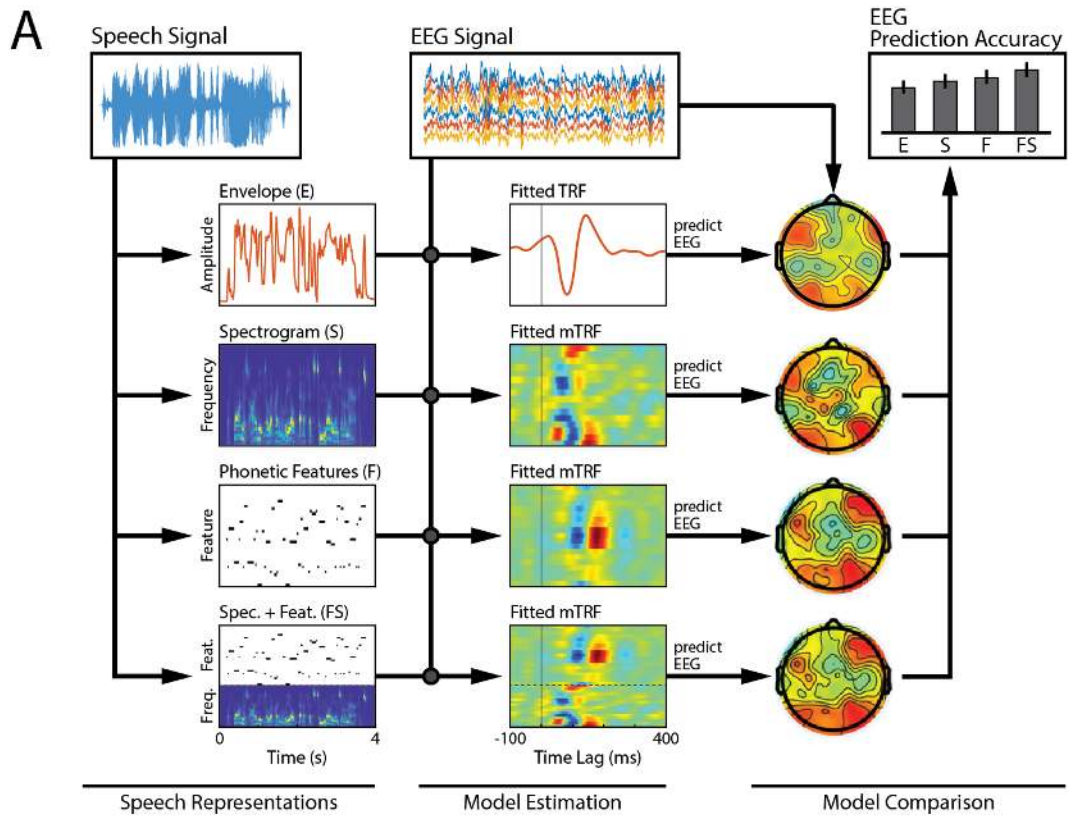 A
Speech Signal
EEG Signal
EEG
Prediction Accuracy
E S F FS
Envelope (E)
Amplitude
Fitted TRF
predict
EEG
Spectrogram (S)
Frequency
Fitted mTRF
predict
EEG
Phonetic Features (F)
Feature
Fitted mTRF
predict
EEG
Spec. + Feat. (FS)
Feat.
Freq.
Fitted mTRF
predict
EEG
0 4
Time (s)
-100 400
Time Lag (ms)
Speech Representations
Model Estimation
Model Comparison